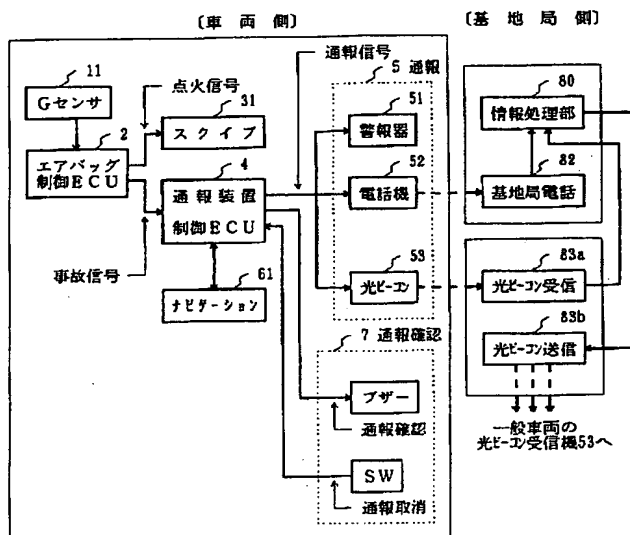 〔車 両 側〕
〔基 地 局 側〕
11
Gセンサ
点火信号
31
スクイブ
2
エアバッグ
制御ECU
事故信号
4
通報装置
制御ECU
61
ナビゲーション
通報信号
5 通報
51
警報器
52
電話機
53
光ビーコン
7 通報確認
ブザー
通報確認
SW
通報取消
80
情報処理部
82
基地局電話
83a
光ビーコン受信
83b
光ビーコン送信
一般車両の
光ビーコン受信機53へ